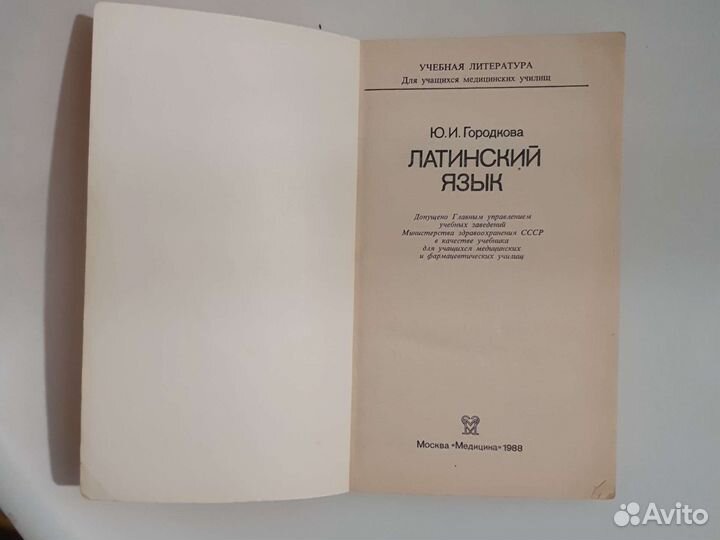 УЧЕБНАЯ ЛИТЕРАТУРА
Для учащихся медицинских училищ
Ю.И. Городкова
ЛАТИНСКИЙ
ЯЗЫК
Допущено Главным управлением
учебных заведений
Министерства здравоохранения СССР
в качестве учебника
для учащихся медицинских
и фармацевтических училищ
Москва «Медицина» 1988
Avito